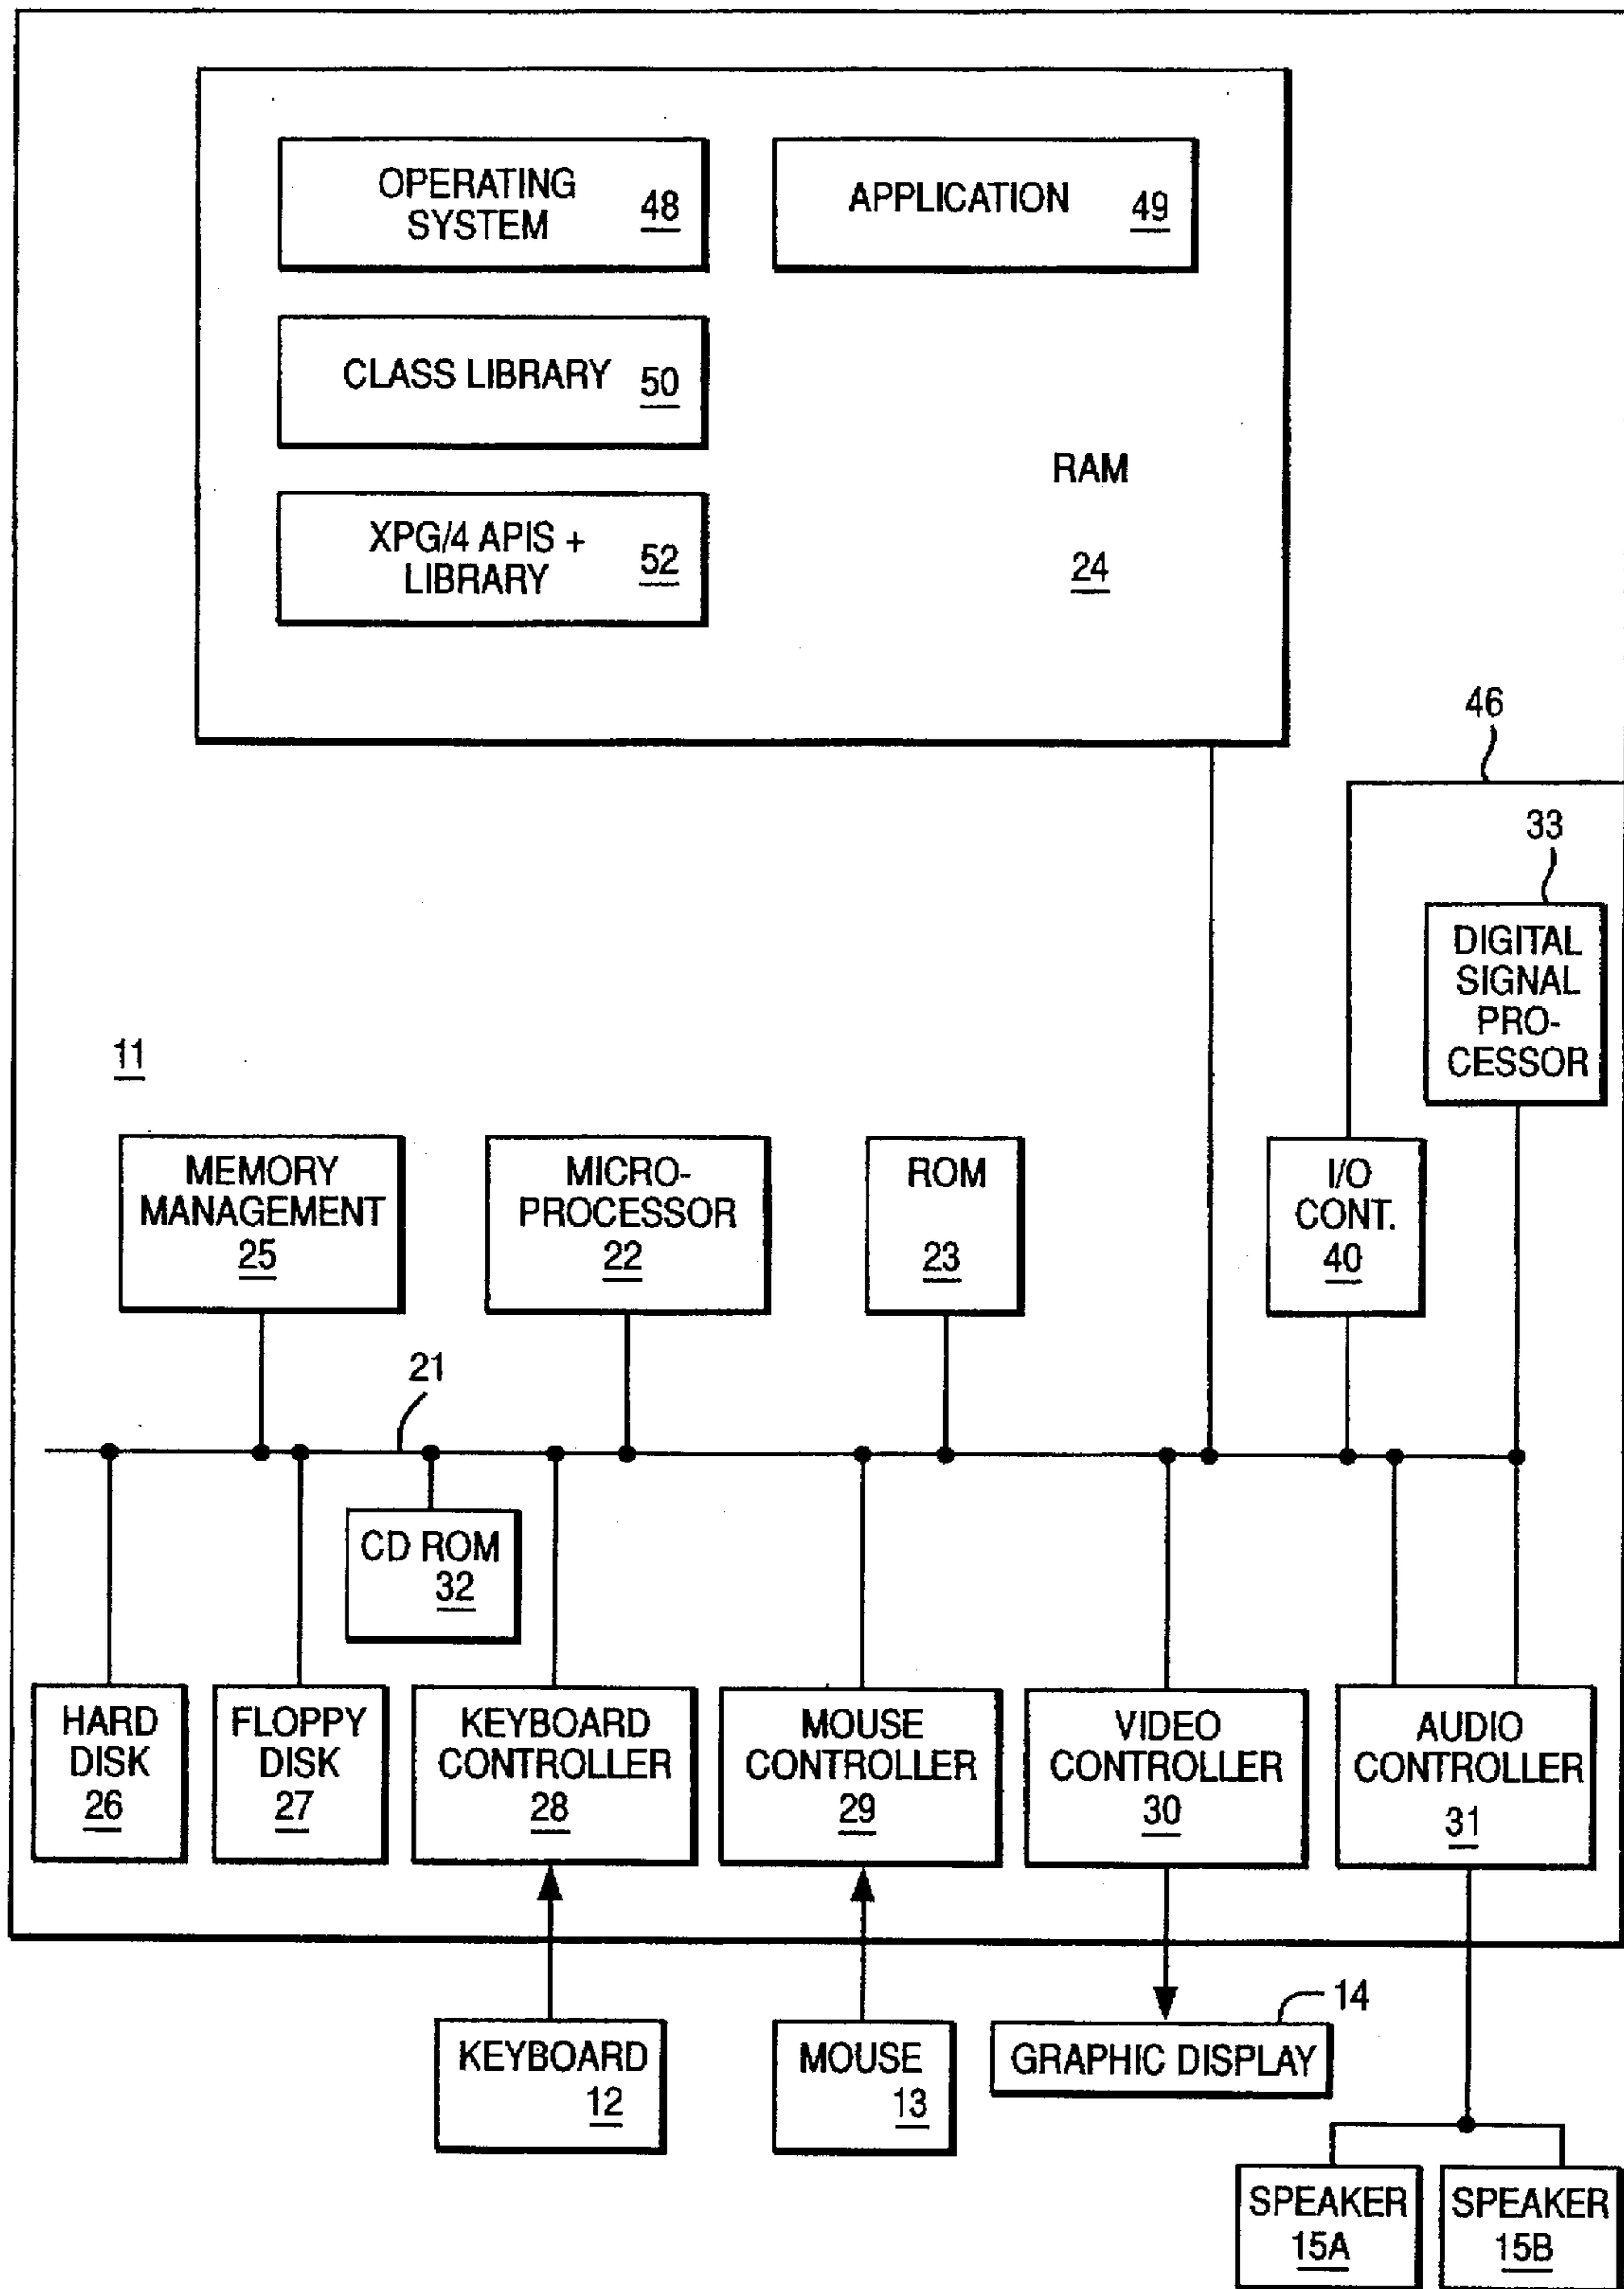 OPERATING
SYSTEM
48
APPLICATION
49
CLASS LIBRARY
50
XPG/4 APIS +
LIBRARY
52
RAM
24
46
33
DIGITAL
SIGNAL
PRO-
CESSOR
11
MEMORY
MANAGEMENT
25
MICRO-
PROCESSOR
22
ROM
23
I/O
CONT.
40
21
CD ROM
32
HARD
DISK
26
FLOPPY
DISK
27
KEYBOARD
CONTROLLER
28
MOUSE
CONTROLLER
29
VIDEO
CONTROLLER
30
AUDIO
CONTROLLER
31
KEYBOARD
12
MOUSE
13
14
GRAPHIC DISPLAY
SPEAKER
15A
SPEAKER
15B